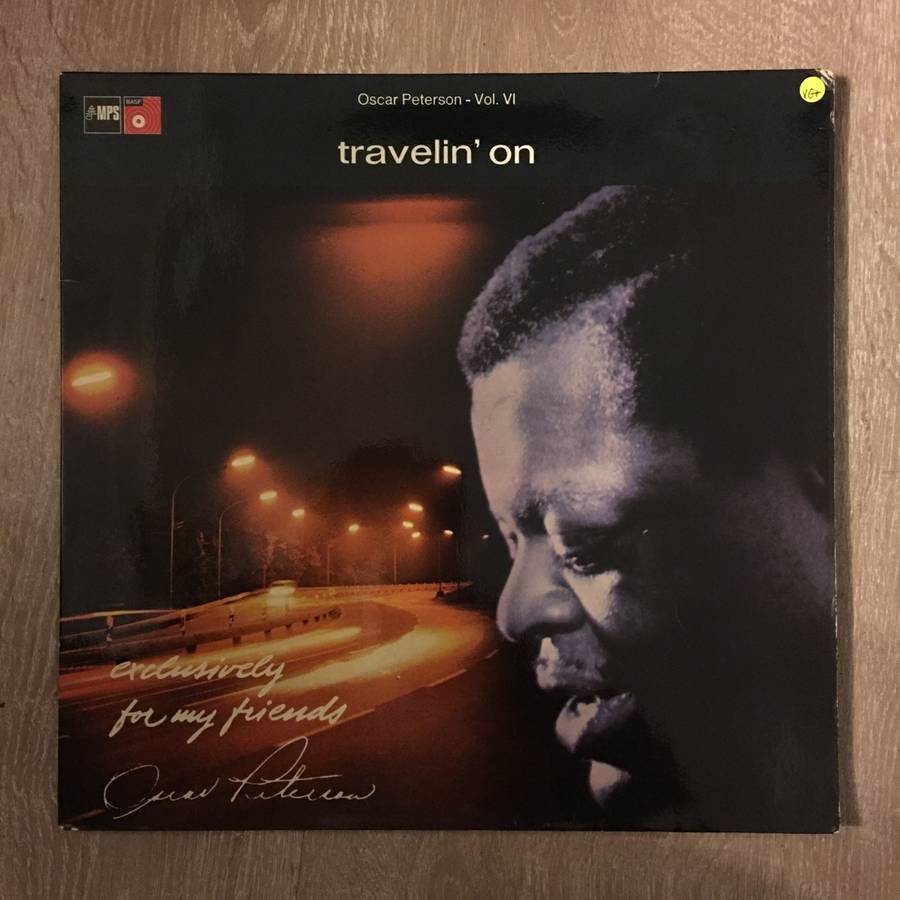 MPS
BASF
Oscar Peterson - Vol. VI
VG+
travelin' on
exclusively
for my friends
Oscar Peterson